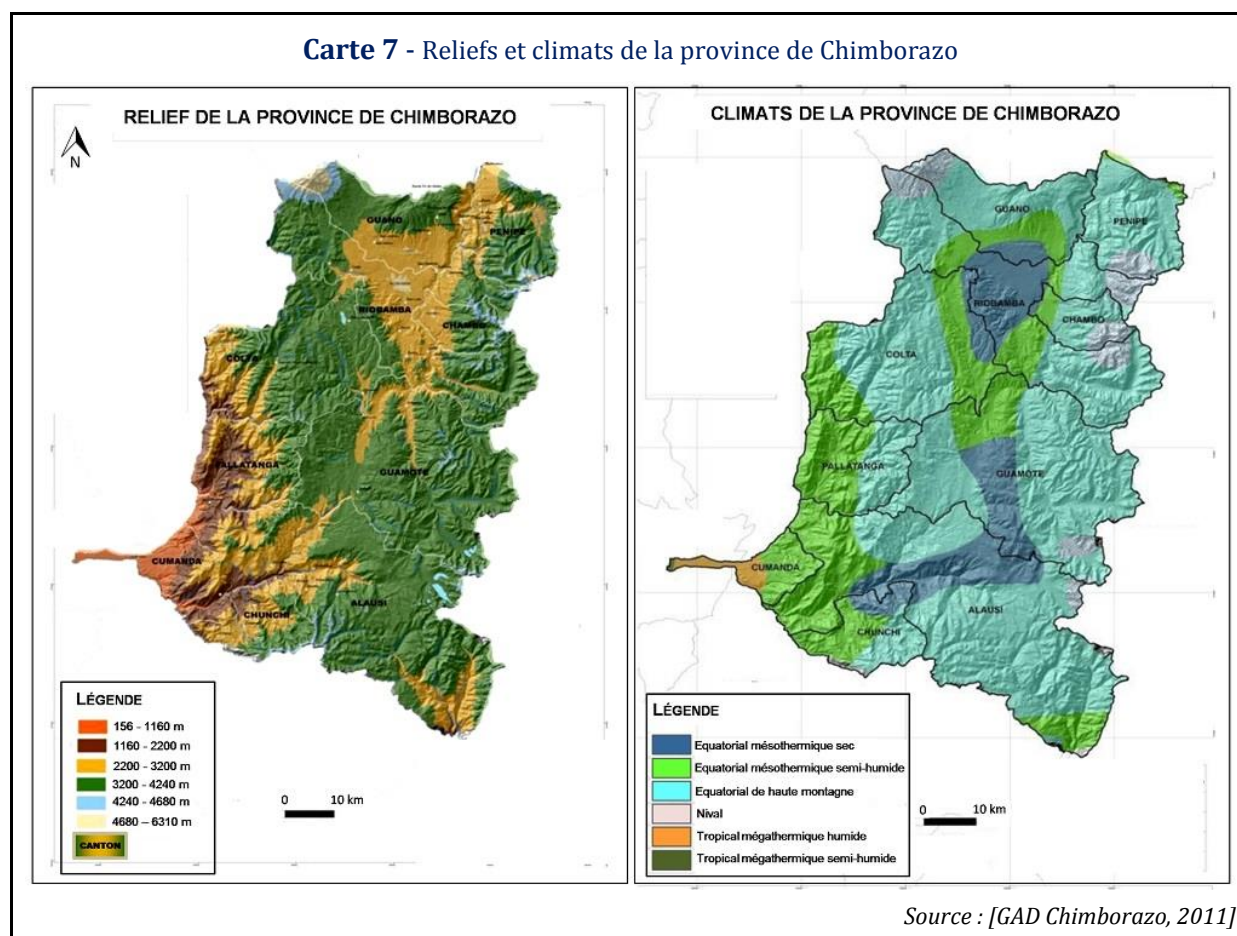 Carte 7 - Reliefs et climats de la province de Chimborazo
RELIEF DE LA PROVINCE DE CHIMBORAZO
N
GUANO
PENIPE
RIOBAMBA
CHAMBO
COLTA
PALLATANGA
GUAMOTE
CUMANDA
CHUNCHI
ALAUSI
LÉGENDE
156 - 1160 m
1160 - 2200 m
2200 - 3200 m
3200 - 4240 m
4240 - 4680 m
4680 – 6310 m
CANTON
0 10 km
CLIMATS DE LA PROVINCE DE CHIMBORAZO
GUANO
PENIPE
RIOBAMBA
CHAMBO
COLTA
PALLATANGA
GUAMOTE
CUMANDA
ALAUSI
CHUNCHI
LÉGENDE
Equatorial mésothermique sec
Equatorial mésothermique semi-humide
Equatorial de haute montagne
Nival
Tropical mégathermique humide
Tropical mégathermique semi-humide
0 10 km
Source : [GAD Chimborazo, 2011]